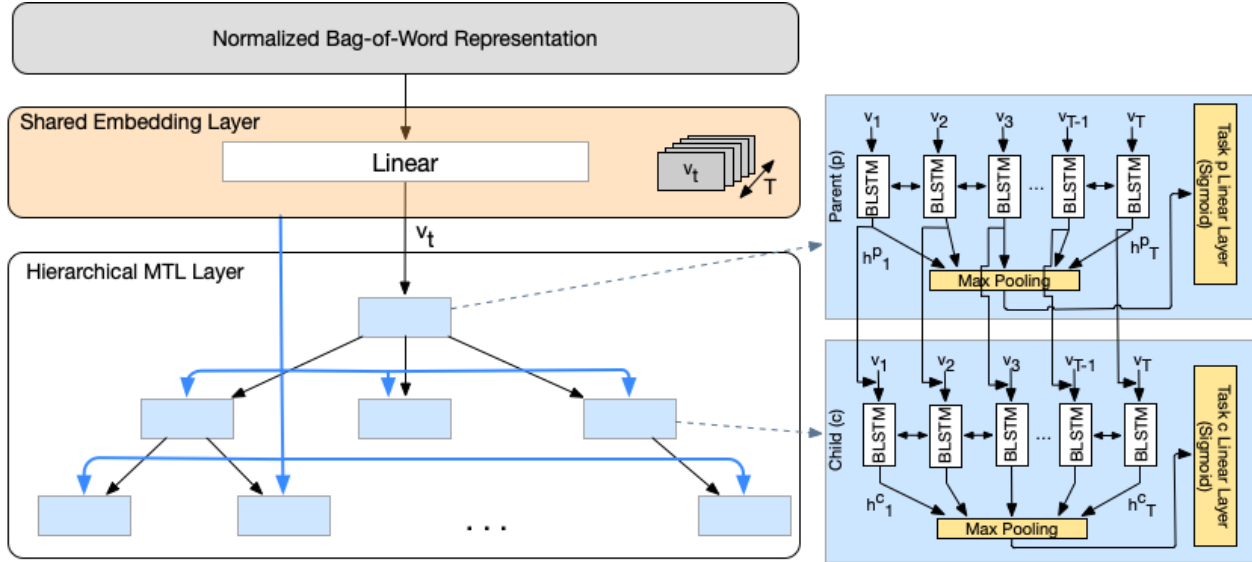 Normalized Bag-of-Word Representation
Shared Embedding Layer
Linear
v_t
T
v_t
Hierarchical MTL Layer
. . .
Parent (p)
v_1 v_2 v_3 v_T-1 v_T
BLSTM BLSTM BLSTM ... BLSTM BLSTM
h^p_1 h^p_T
Max Pooling
Task p Linear Layer
(Sigmoid)
Child (c)
v_1 v_2 v_3 v_T-1 v_T
BLSTM BLSTM BLSTM ... BLSTM BLSTM
h^c_1 h^c_T
Max Pooling
Task c Linear Layer
(Sigmoid)